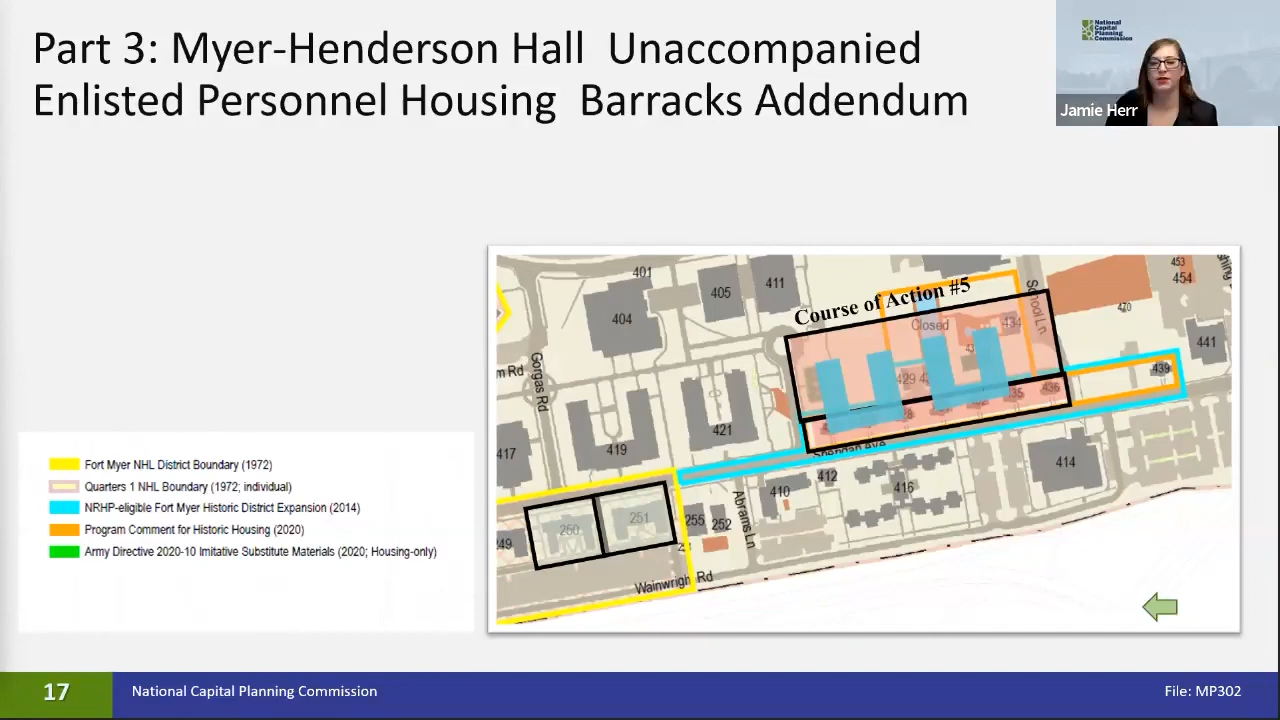 Part 3: Myer-Henderson Hall Unaccompanied
Enlisted Personnel Housing Barracks Addendum
National
Capital
Planning
Commission
Jamie Herr
401
405
411
404
Course of Action #5
Closed
434
School Ln
453
454
470
441
439
Gorgas Rd
m Rd
421
419
417
429
436
Sheridan Ave
414
412
410
416
Abrams Ln
255
252
251
250
249
Wainwright Rd
Fort Myer NHL District Boundary (1972)
Quarters 1 NHL Boundary (1972; individual)
NRHP-eligible Fort Myer Historic District Expansion (2014)
Program Comment for Historic Housing (2020)
Army Directive 2020-10 Imitative Substitute Materials (2020; Housing-only)
17
National Capital Planning Commission
File: MP302